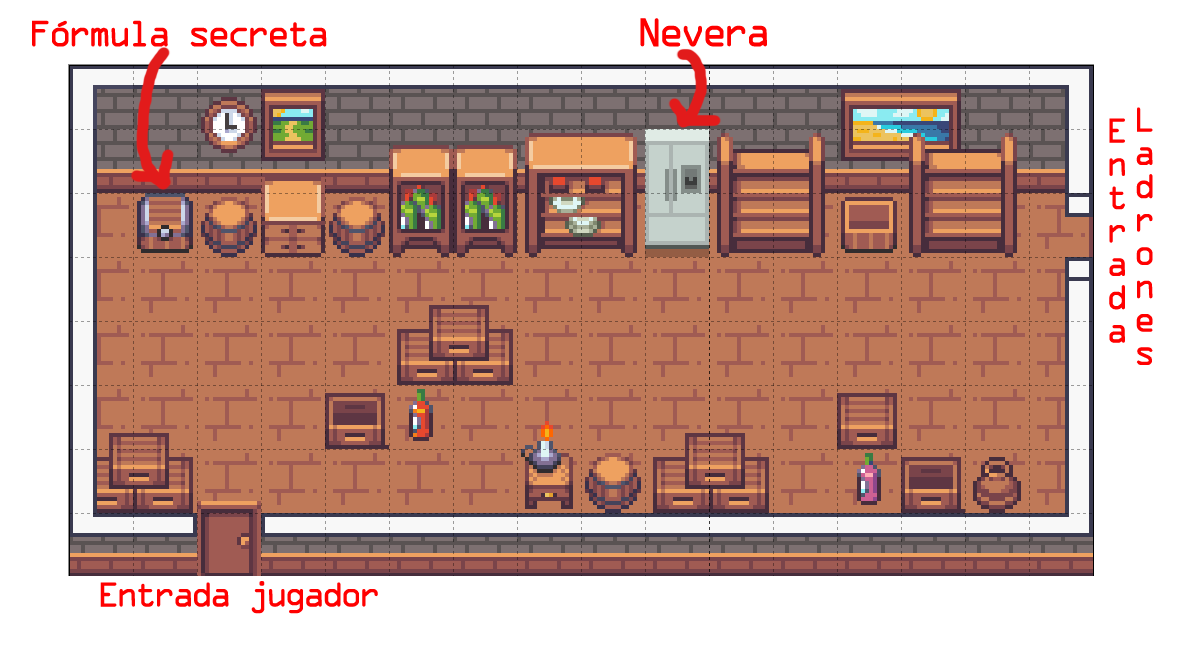 Fórmula secreta
Nevera
Entrada
Ladrones
Entrada jugador